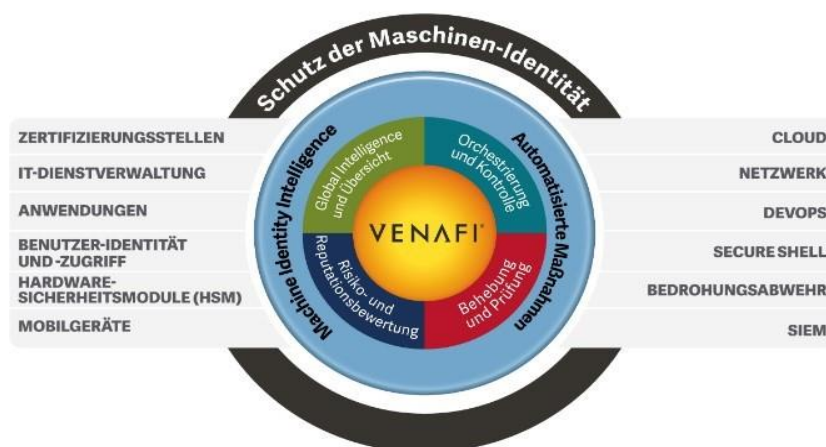 Schutz der Maschinen-Identität
ZERTIFIZIERUNGSSTELLEN
IT-DIENSTVERWALTUNG
ANWENDUNGEN
BENUTZER-IDENTITÄT
UND -ZUGRIFF
HARDWARE-
SICHERHEITSMODULE (HSM)
MOBILGERÄTE
Machine Identity Intelligence
Global Intelligence
und Übersicht
Orchestrierung
und Kontrolle
VENAFI®
Risiko- und
Reputationsbewertung
Behebung
und Prüfung
Automatisierte Maßnahmen
CLOUD
NETZWERK
DEVOPS
SECURE SHELL
BEDROHUNGSABWEHR
SIEM